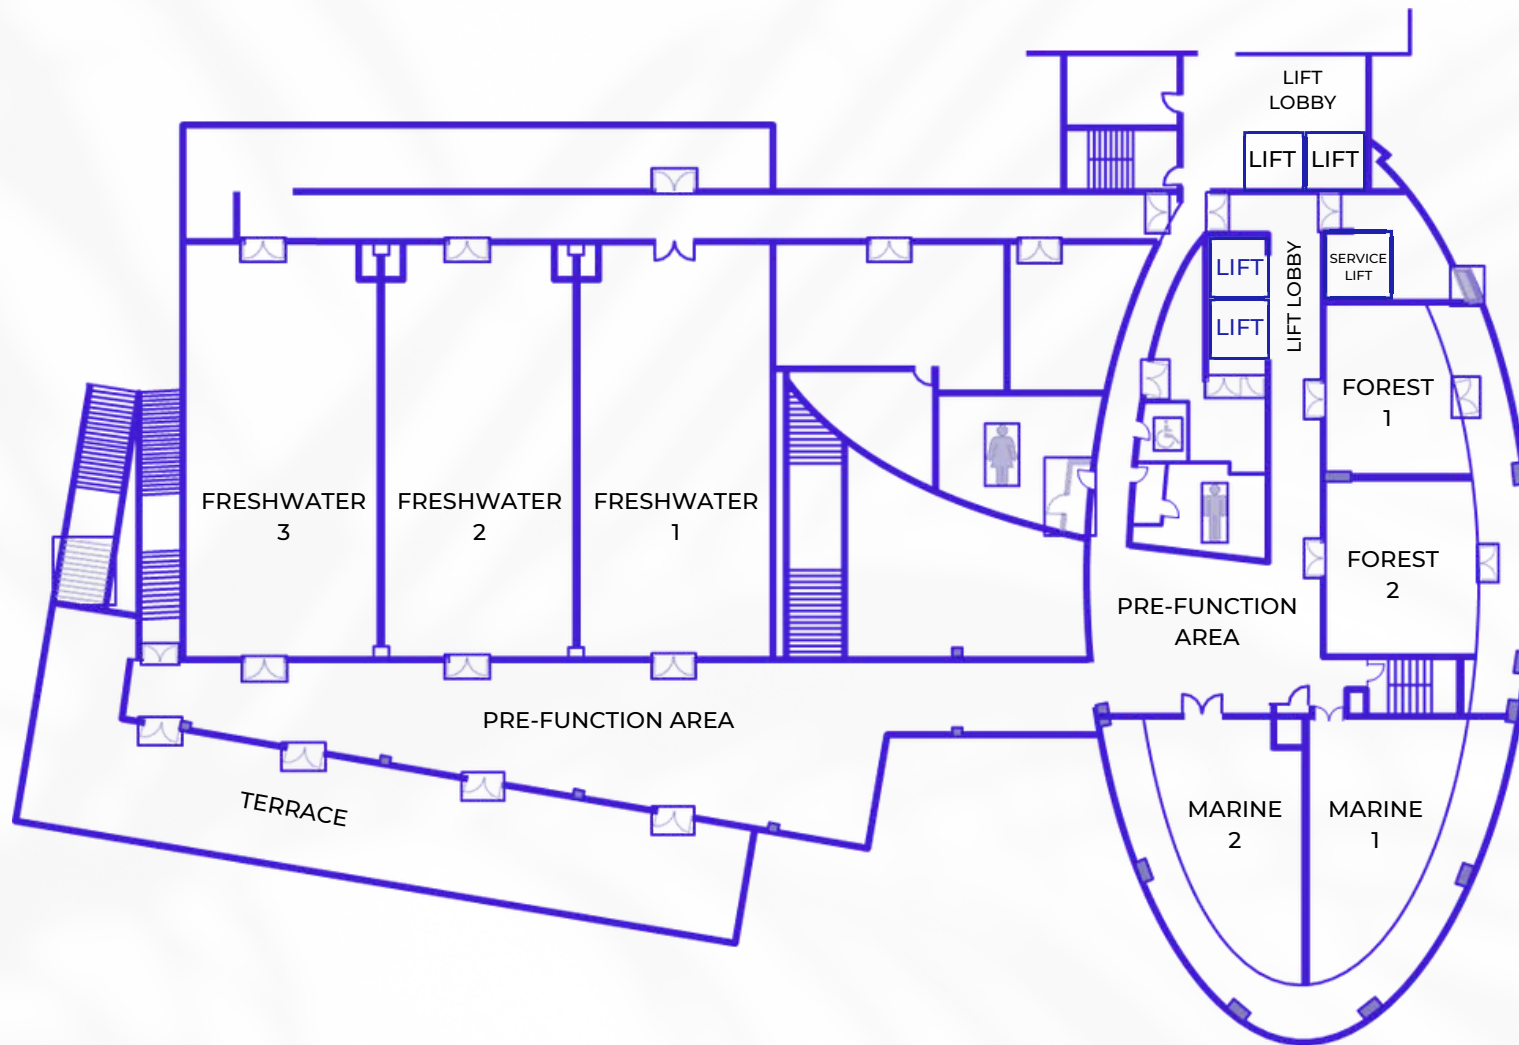 LIFT
LOBBY
LIFT
LIFT
LIFT
LIFT
LIFT LOBBY
SERVICE
LIFT
FOREST
1
FRESHWATER
3
FRESHWATER
2
FRESHWATER
1
FOREST
2
PRE-FUNCTION
AREA
PRE-FUNCTION AREA
TERRACE
MARINE
2
MARINE
1